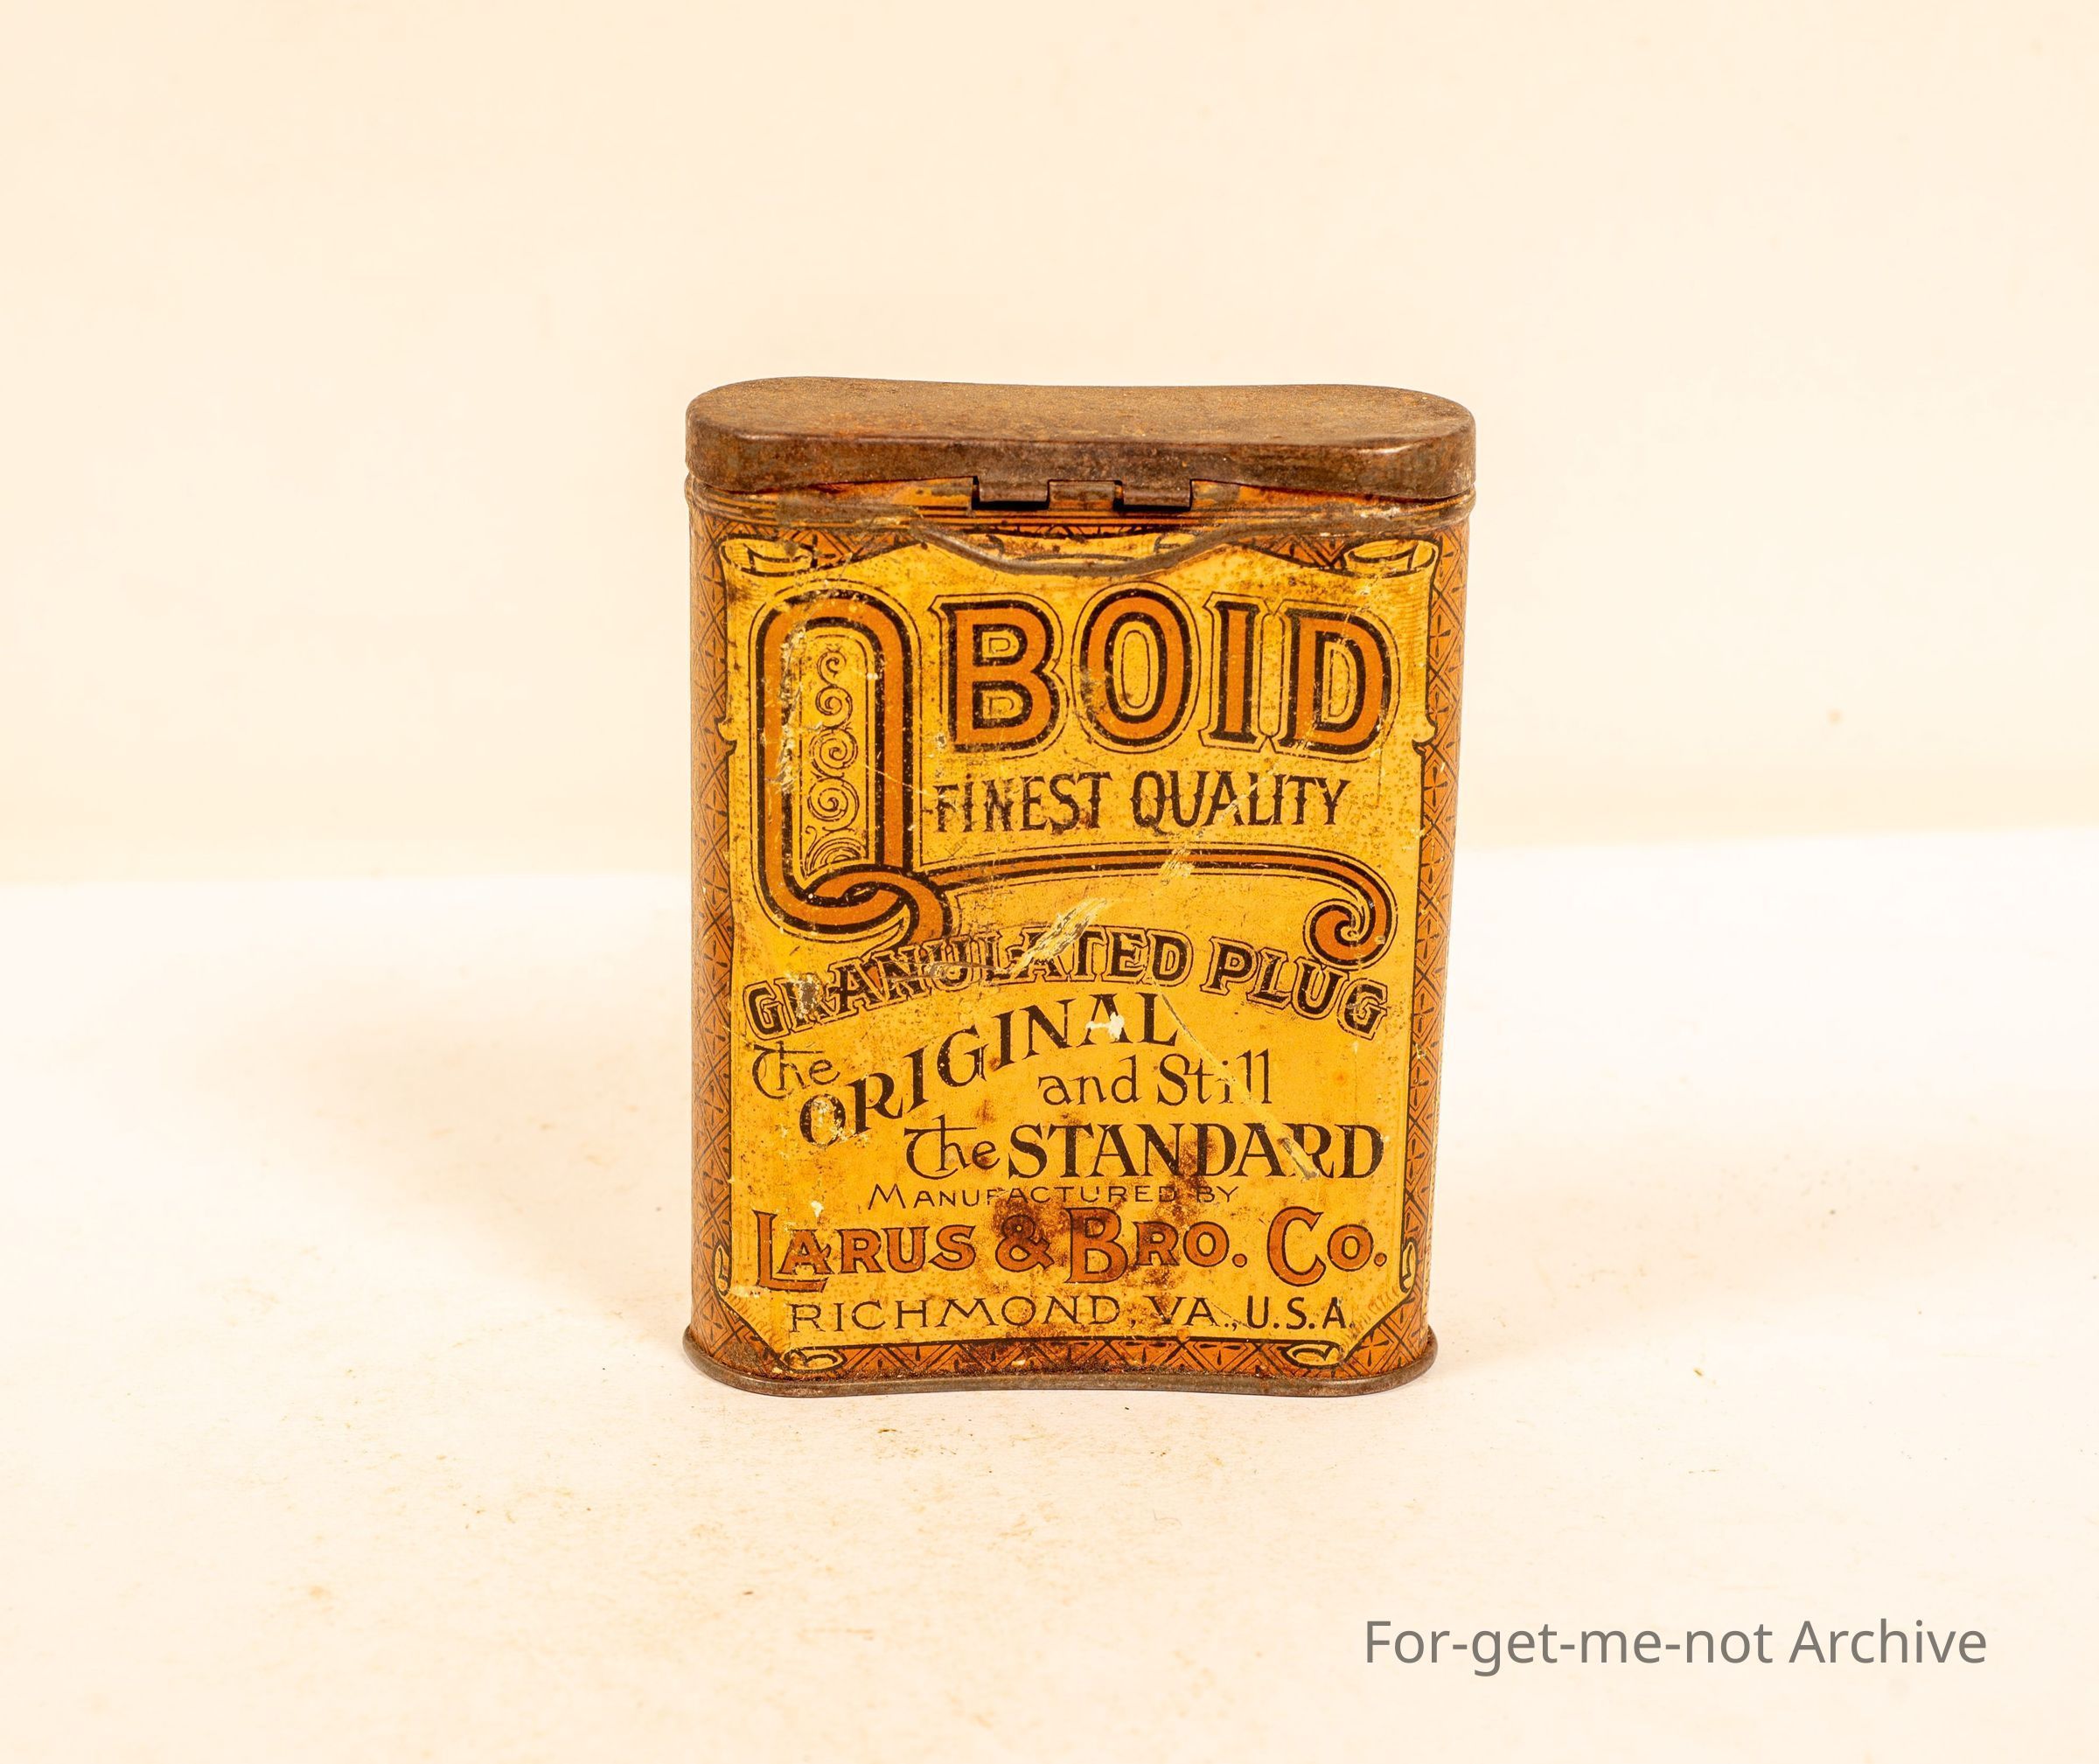 QBOID
FINEST QUALITY
GRANULATED PLUG
The ORIGINAL
and Still
The STANDARD
MANUFACTURED BY
LARUS & BRO. CO.
RICHMOND, VA., U.S.A.
For-get-me-not Archive